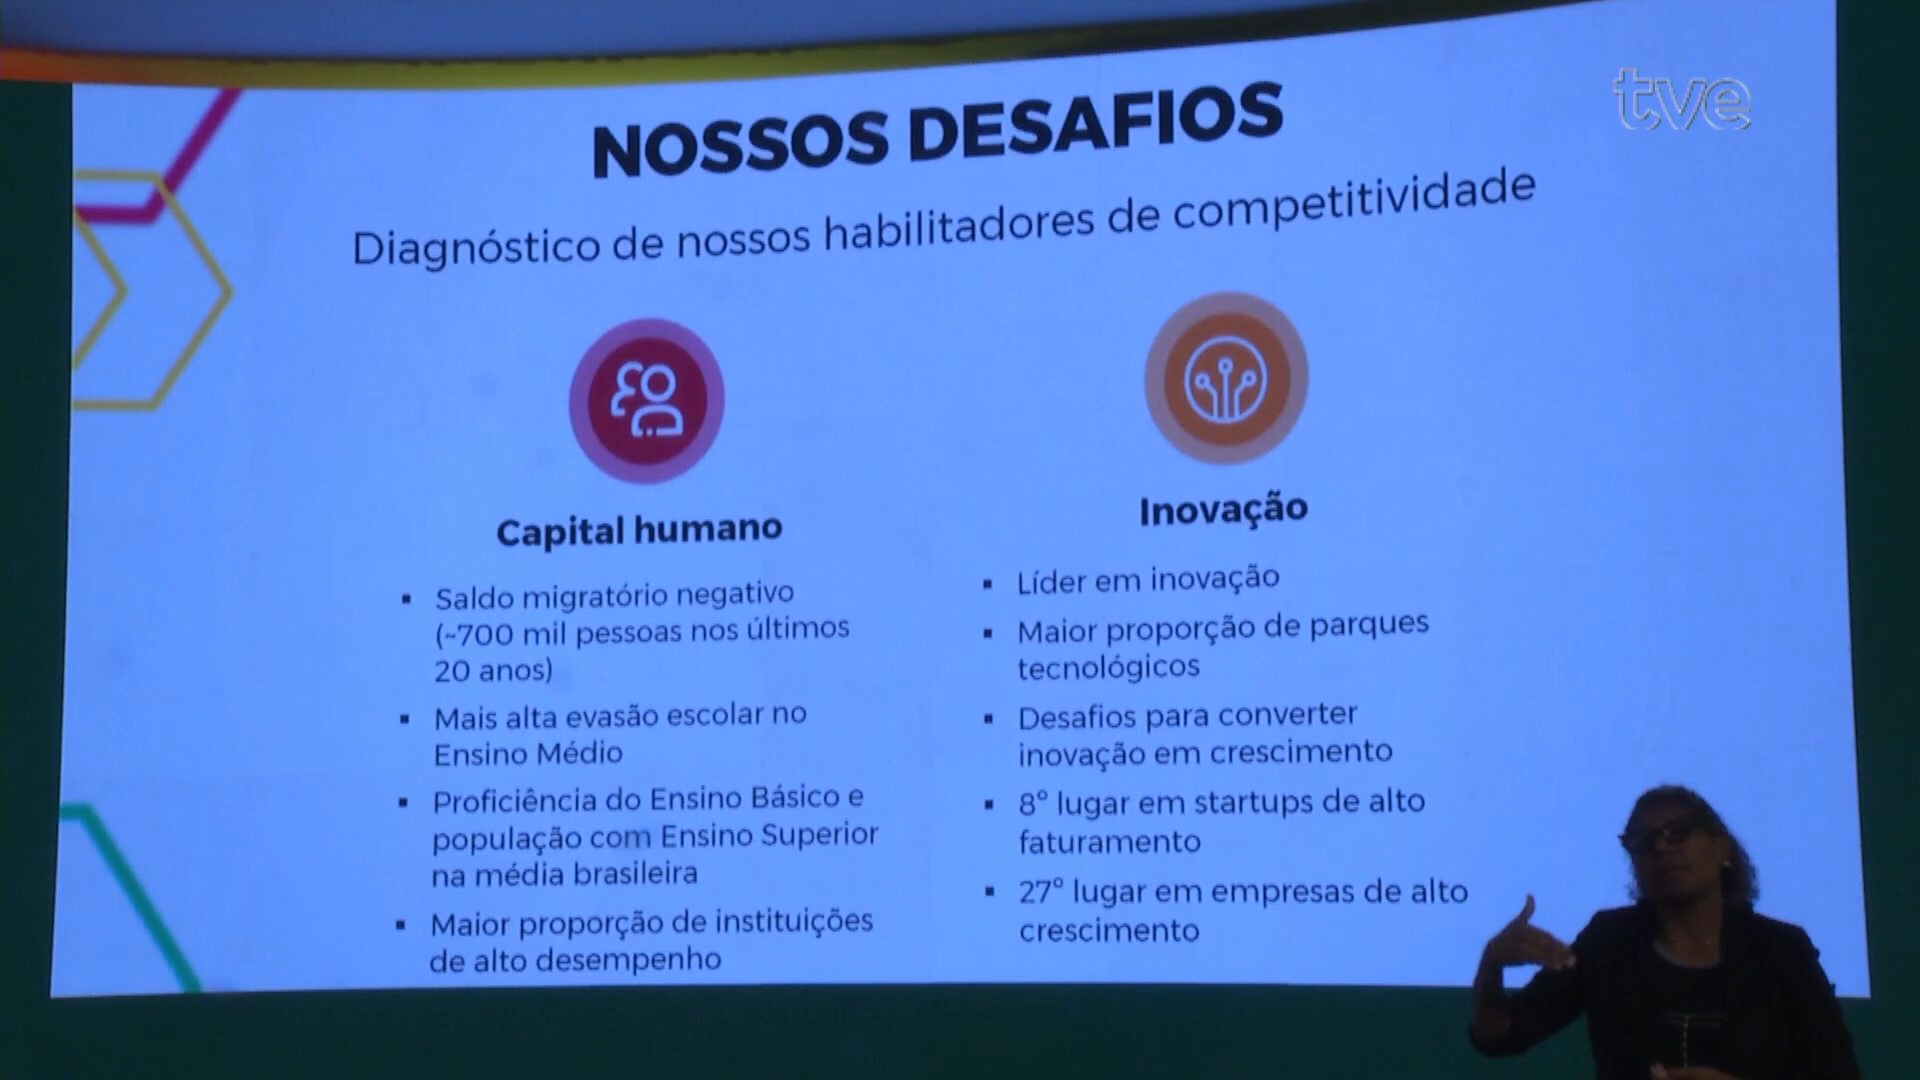 tve
NOSSOS DESAFIOS
Diagnóstico de nossos habilitadores de competitividade
Capital humano
▪ Saldo migratório negativo
(~700 mil pessoas nos últimos
20 anos)
▪ Mais alta evasão escolar no
Ensino Médio
▪ Proficiência do Ensino Básico e
população com Ensino Superior
na média brasileira
▪ Maior proporção de instituições
de alto desempenho
Inovação
▪ Líder em inovação
▪ Maior proporção de parques
tecnológicos
▪ Desafios para converter
inovação em crescimento
▪ 8º lugar em startups de alto
faturamento
▪ 27º lugar em empresas de alto
crescimento